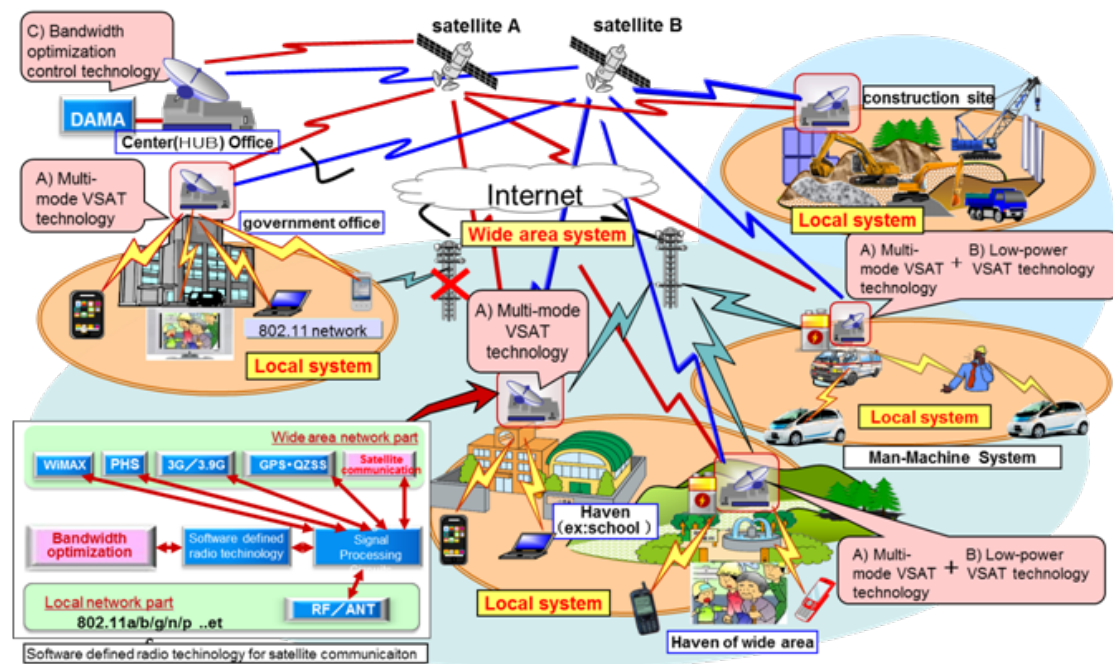 satellite A
satellite B
C) Bandwidth
optimization
control technology
DAMA
Center(HUB) Office
construction site
Local system
A) Multi-
mode VSAT
technology
government office
Internet
Wide area system
802.11 network
Local system
A) Multi-mode
VSAT
technology
A) Multi-
mode VSAT
technology
+
B) Low-power
VSAT technology
Local system
Man-Machine System
Wide area network part
WiMAX
PHS
3G/3.9G
GPS・QZSS
Satellite
communication
Bandwidth
optimization
Software defined
radio techinology
Signal
Processing
Local network part
802.11a/b/g/n/p ..et
RF/ANT
Software defined radio techinology for satellite communicaiton
Haven
(ex:school)
Local system
Haven of wide area
A) Multi-
mode VSAT
technology
+
B) Low-power
VSAT technology